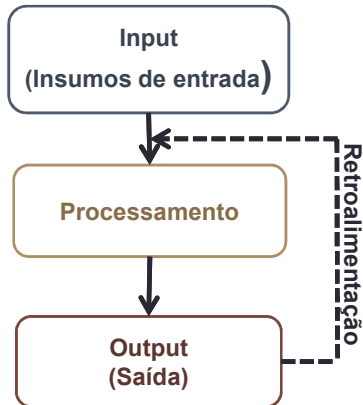 Input
(Insumos de entrada)
Processamento
Output
(Saída)
Retroalimentação